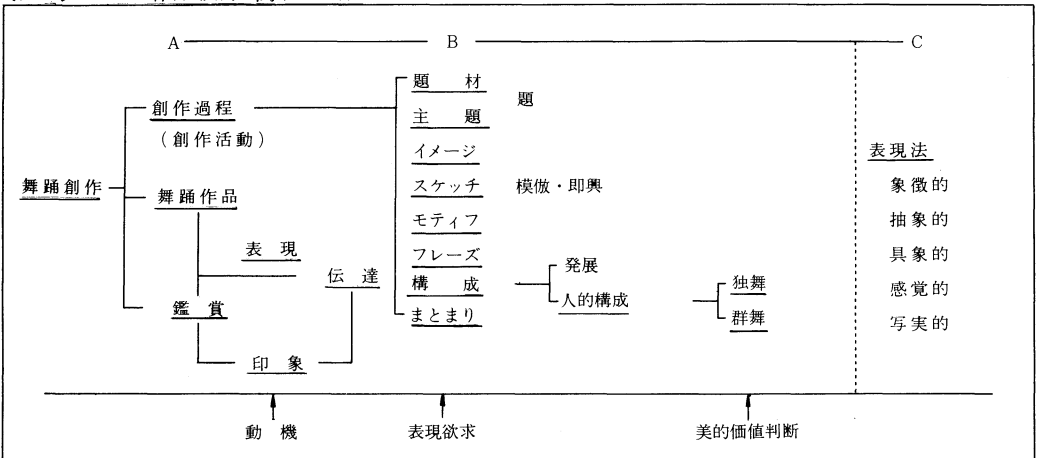 A B C
題材
題
創作過程
主題
(創作活動)
イメージ
表現法
舞踊創作
スケッチ
模倣・即興
象徴的
舞踊作品
モティフ
抽象的
表現
フレーズ
発展
具象的
伝達
構成
独舞
感覚的
鑑賞
人的構成
まとまり
群舞
写実的
印象
動機
表現欲求
美的価値判断